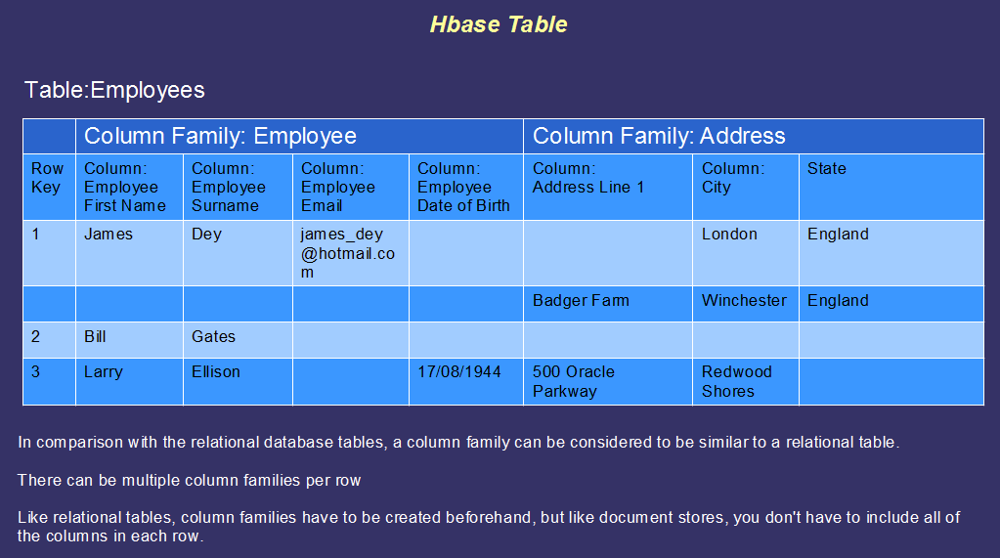 Hbase Table
Table:Employees
Column Family: Employee
Column Family: Address
Row
Key
Column:
Employee
First Name
Column:
Employee
Surname
Column:
Employee
Email
Column:
Employee
Date of Birth
Column:
Address Line 1
Column:
City
State
1
James
Dey
james_dey
@hotmail.co
m
London
England
Badger Farm
Winchester
England
2
Bill
Gates
3
Larry
Ellison
17/08/1944
500 Oracle
Parkway
Redwood
Shores
In comparison with the relational database tables, a column family can be considered to be similar to a relational table.
There can be multiple column families per row
Like relational tables, column families have to be created beforehand, but like document stores, you don't have to include all of
the columns in each row.